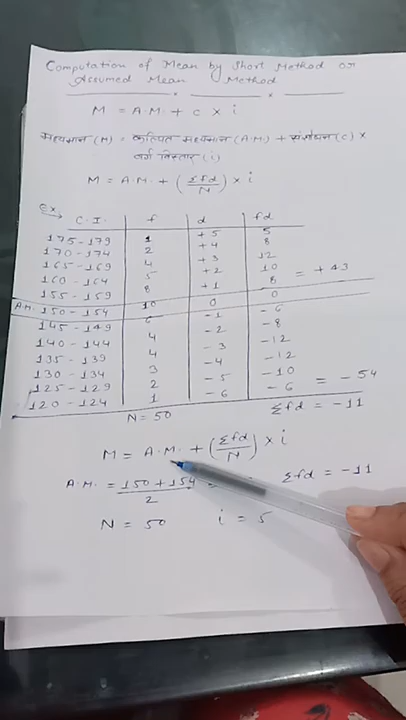 Computation of Mean by Short Method or
Assumed Mean Method
M = A.M. + C × i
मध्यमान (M) = कल्पित मध्यमान (A.M.) + संशोधन (C) ×
वर्ग विस्तार (i)
M = A.M. + (Σfd/N) × i
Ex.
C.I. f d fd
175-179 1 +5 5
170-174 2 +4 8
165-169 4 +3 12
160-164 5 +2 10 = +43
155-159 8 +1 8
A.M. 150-154 10 0 0
145-149 6 -1 -6
140-144 4 -2 -8
135-139 4 -3 -12
130-134 3 -4 -12
125-129 2 -5 -10
120-124 1 -6 -6 = -54
N = 50 Σfd = -11
M = A.M. + (Σfd/N) × i
A.M. = 150 + 154 / 2 = Σfd = -11
N = 50 i = 5